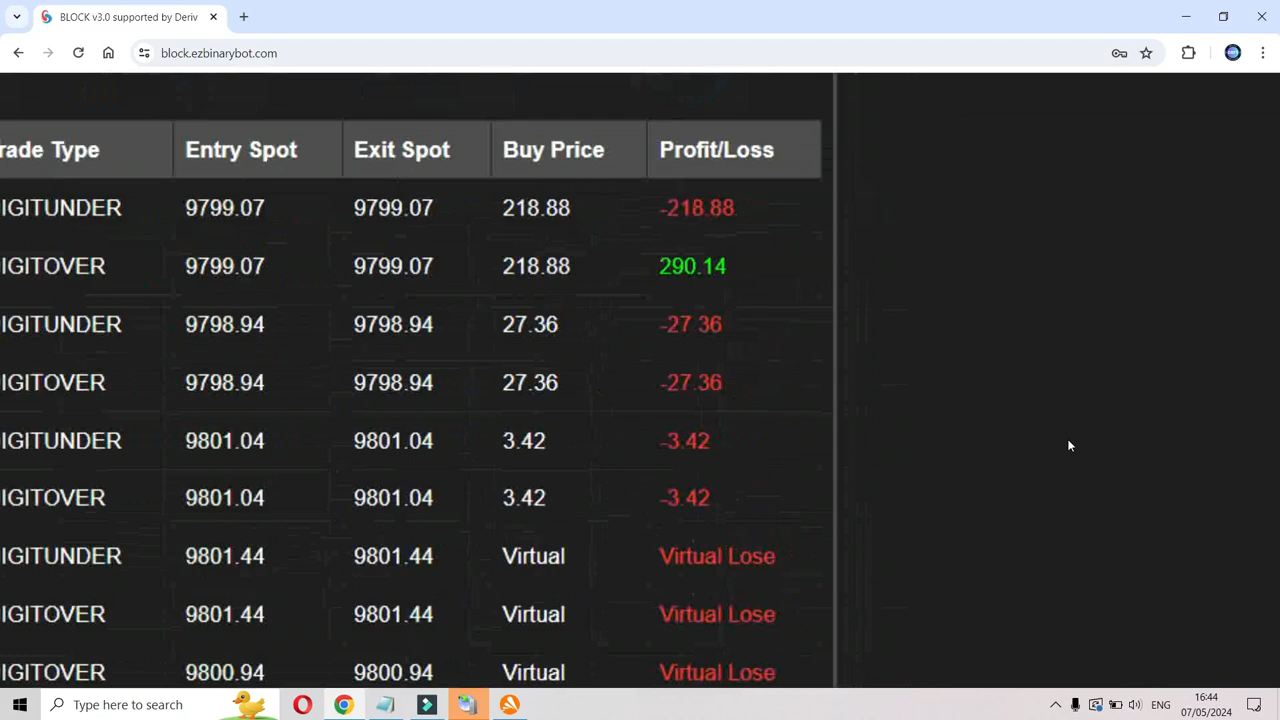 BLOCK v3.0 supported by Deriv
block.ezbinarybot.com
rade Type Entry Spot Exit Spot Buy Price Profit/Loss
IGITUNDER 9799.07 9799.07 218.88 -218.88
IGITOVER 9799.07 9799.07 218.88 290.14
IGITUNDER 9798.94 9798.94 27.36 -27.36
IGITOVER 9798.94 9798.94 27.36 -27.36
IGITUNDER 9801.04 9801.04 3.42 -3.42
IGITOVER 9801.04 9801.04 3.42 -3.42
IGITUNDER 9801.44 9801.44 Virtual Virtual Lose
IGITOVER 9801.44 9801.44 Virtual Virtual Lose
IGITOVER 9800.94 9800.94 Virtual Virtual Lose
Type here to search
ENG
16:44
07/05/2024